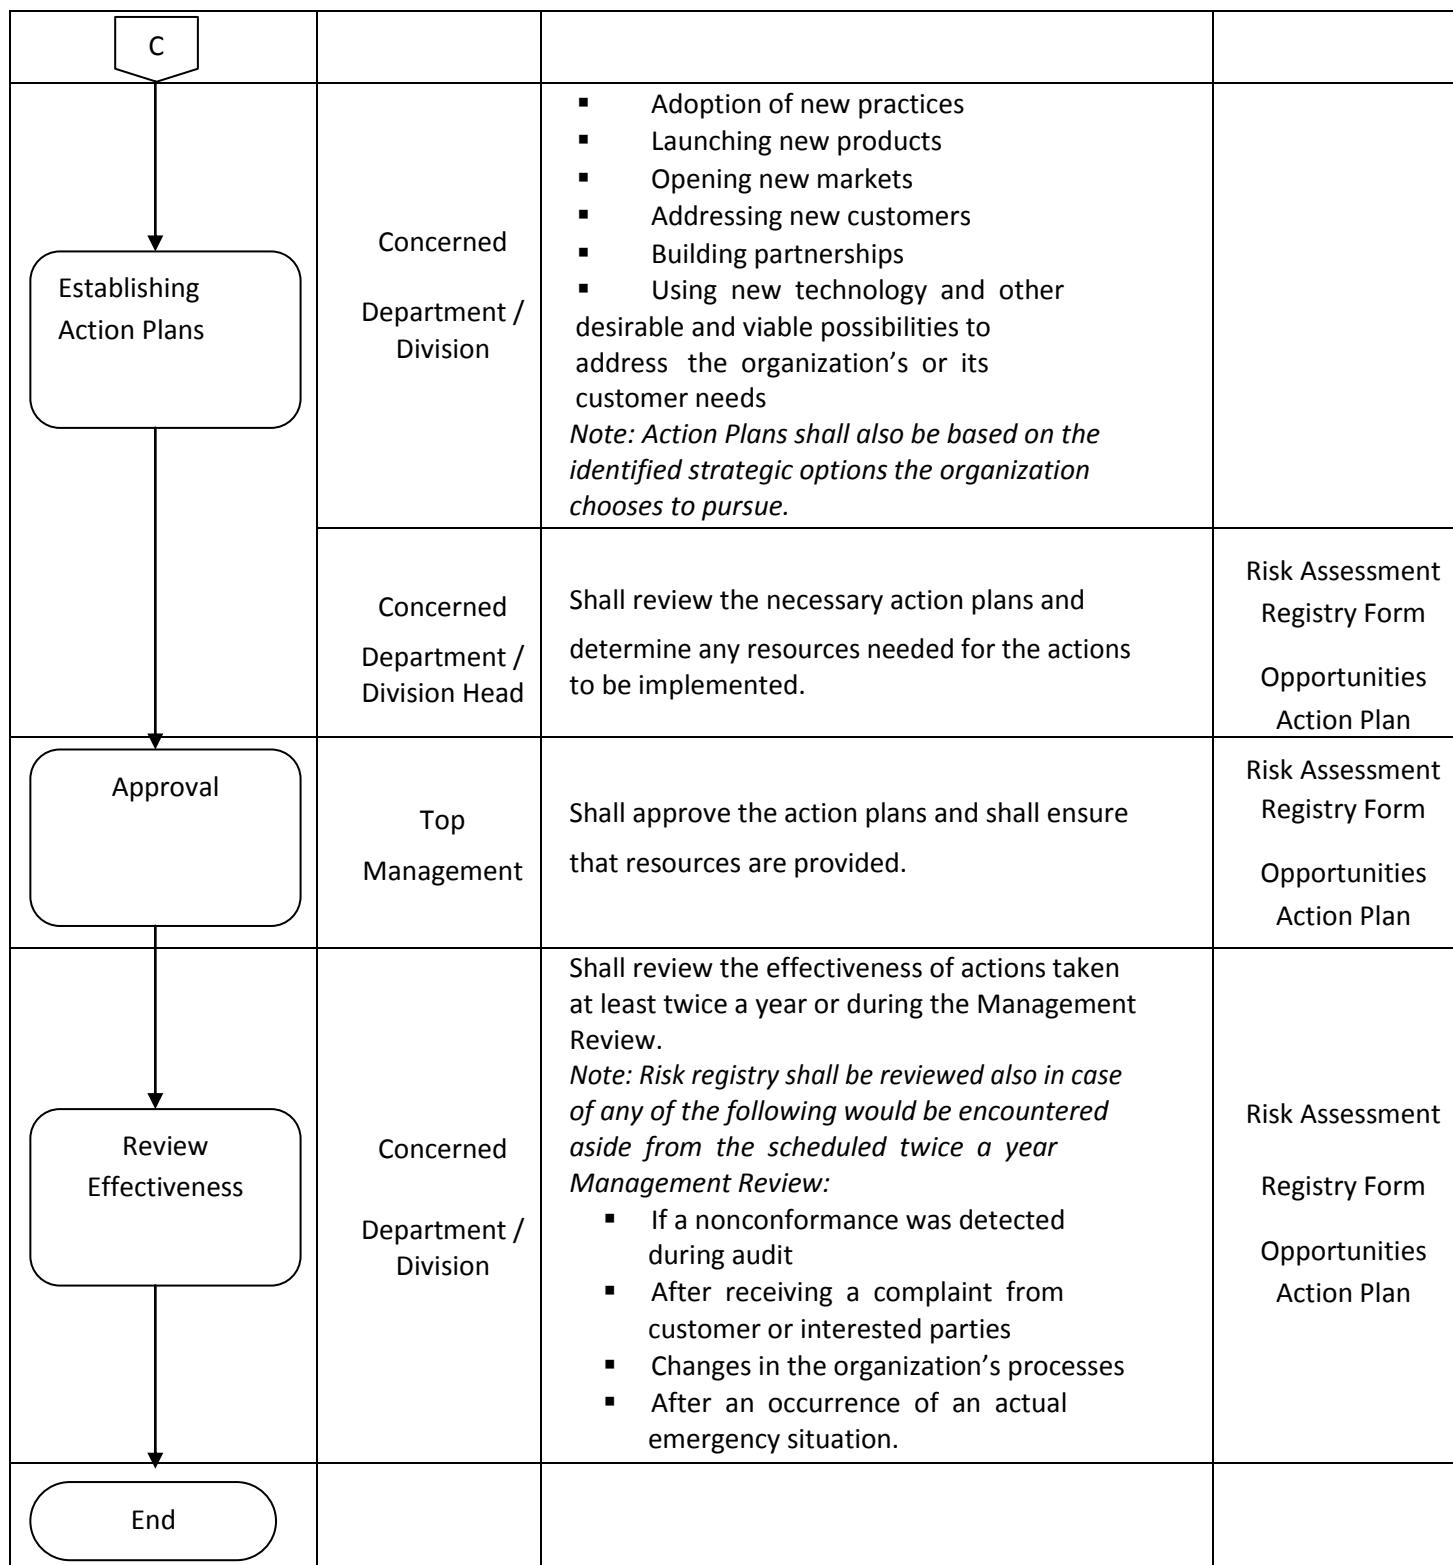 C
Establishing
Action Plans
Concerned
Department /
Division
▪ Adoption of new practices
▪ Launching new products
▪ Opening new markets
▪ Addressing new customers
▪ Building partnerships
▪ Using new technology and other
desirable and viable possibilities to
address the organization’s or its
customer needs
Note: Action Plans shall also be based on the
identified strategic options the organization
chooses to pursue.
Concerned
Department /
Division Head
Shall review the necessary action plans and
determine any resources needed for the actions
to be implemented.
Risk Assessment
Registry Form
Opportunities
Action Plan
Approval
Top
Management
Shall approve the action plans and shall ensure
that resources are provided.
Risk Assessment
Registry Form
Opportunities
Action Plan
Review
Effectiveness
Concerned
Department /
Division
Shall review the effectiveness of actions taken
at least twice a year or during the Management
Review.
Note: Risk registry shall be reviewed also in case
of any of the following would be encountered
aside from the scheduled twice a year
Management Review:
▪ If a nonconformance was detected
during audit
▪ After receiving a complaint from
customer or interested parties
▪ Changes in the organization’s processes
▪ After an occurrence of an actual
emergency situation.
Risk Assessment
Registry Form
Opportunities
Action Plan
End